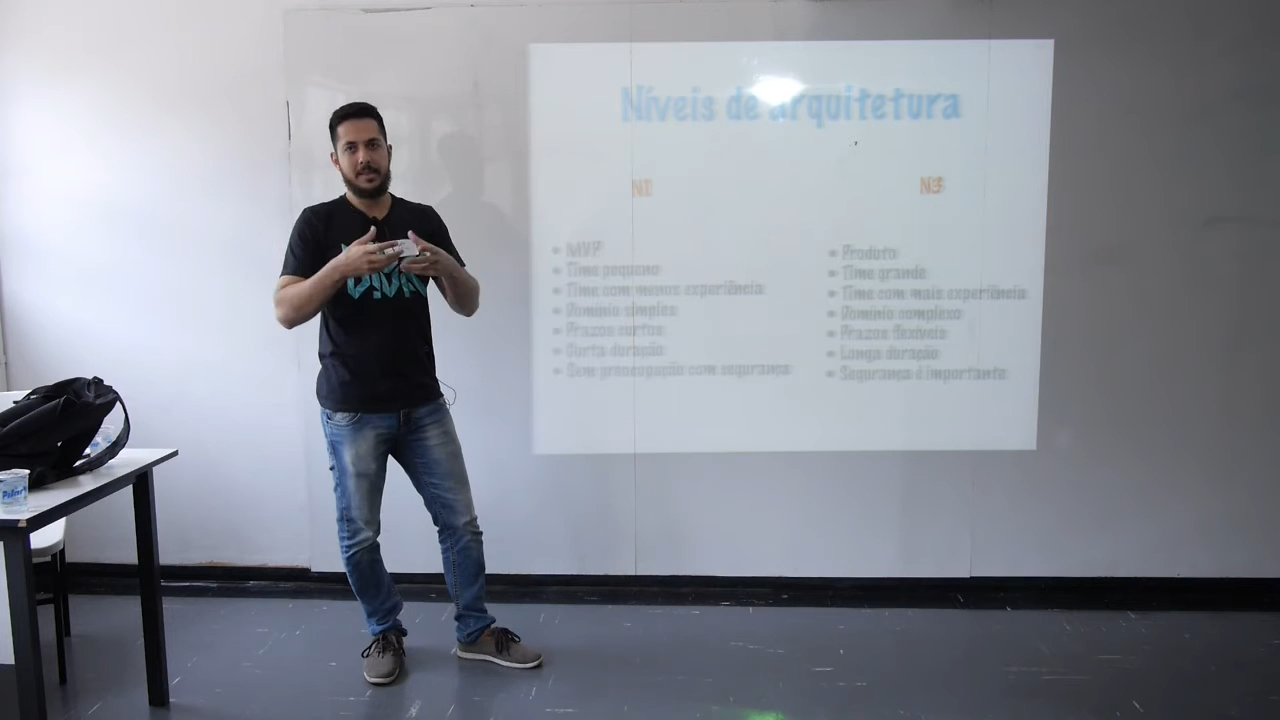 Níveis de arquitetura
N1
• MVP
• Time pequeno
• Time com menos experiência
• Domínio simples
• Prazos curtos
• Curta duração
• Sem preocupação com segurança
N3
• Produto
• Time grande
• Time com mais experiência
• Domínio complexo
• Prazos flexíveis
• Longa duração
• Segurança é importante